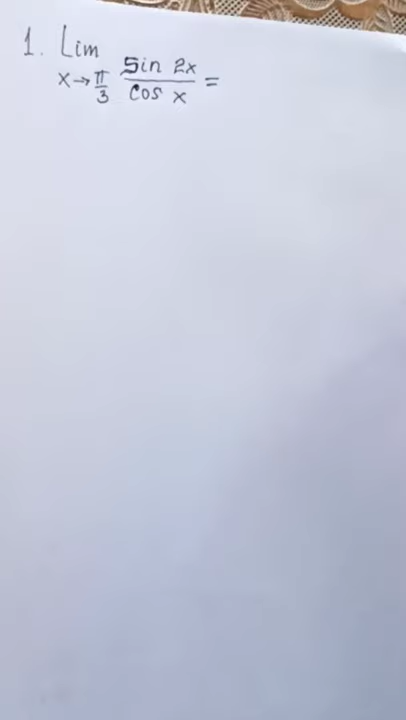 1. Lim x→π/3 sin 2x / cos x =